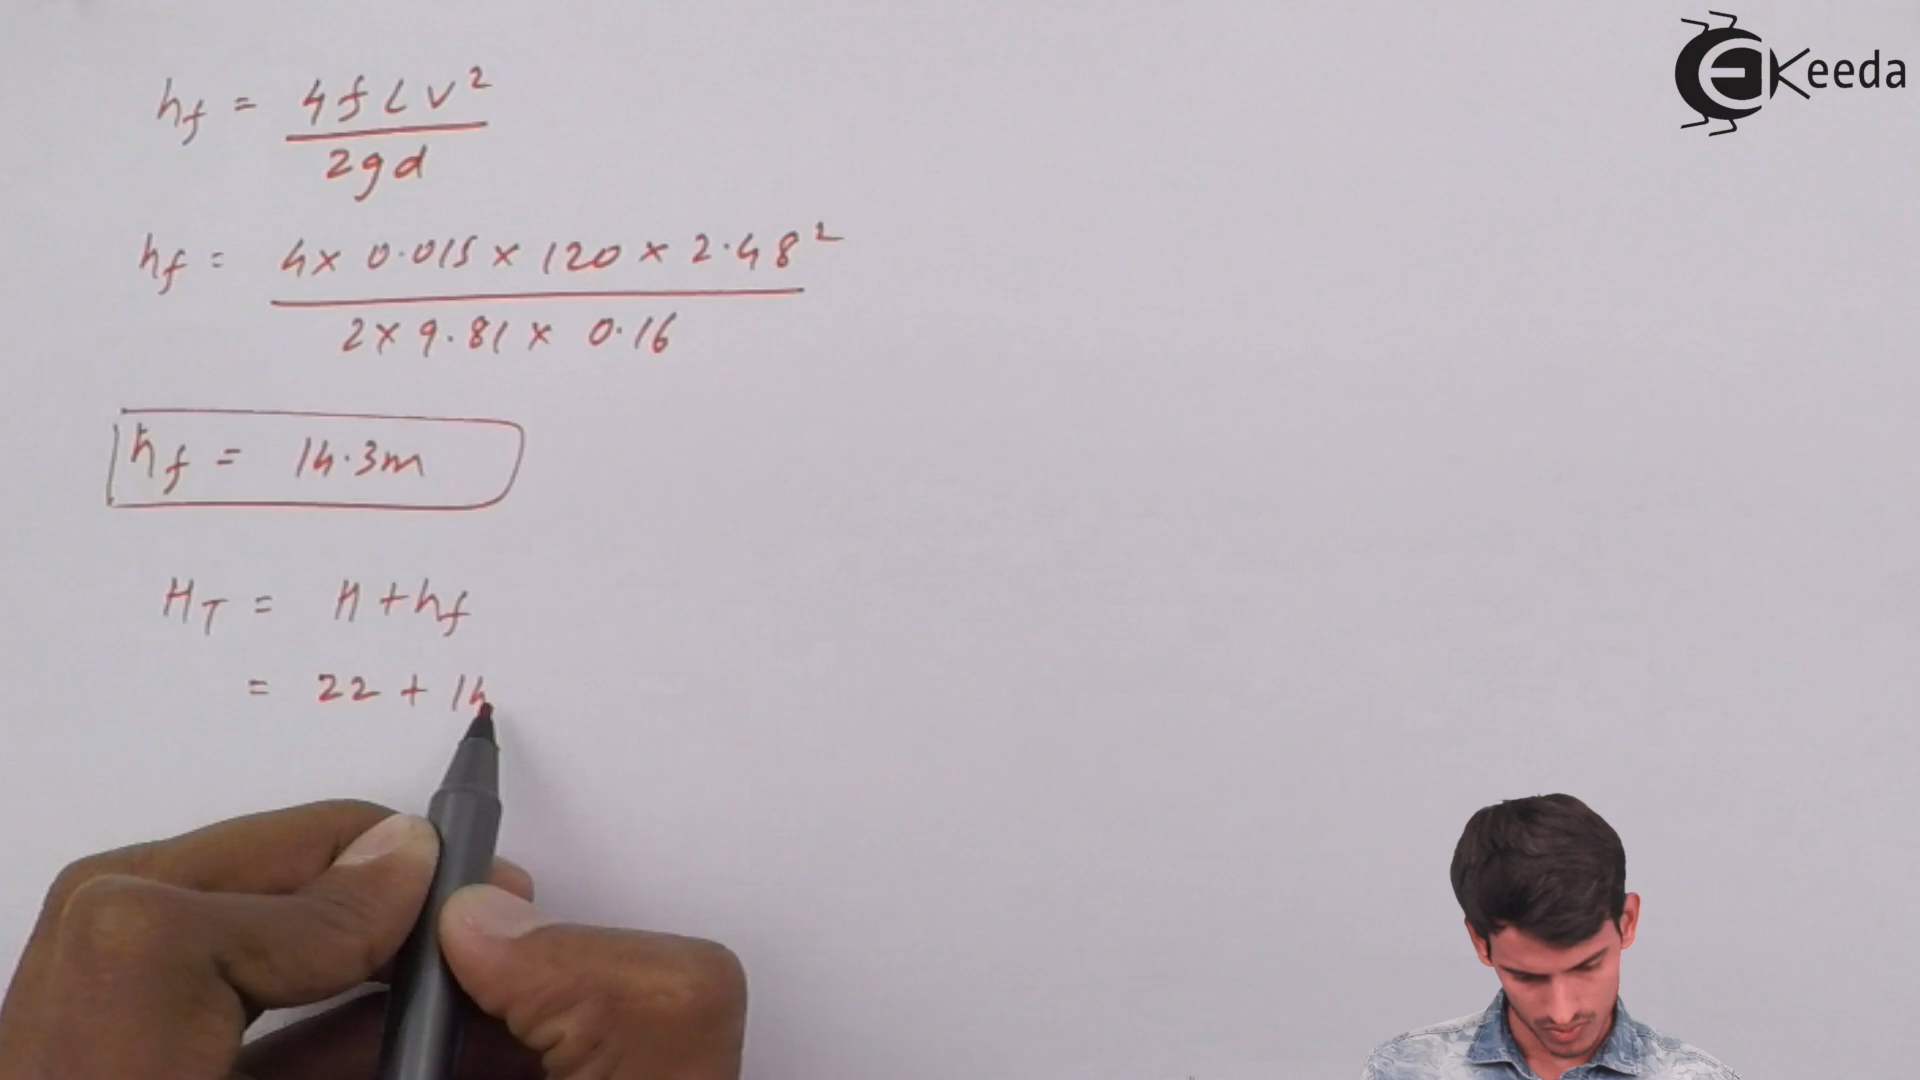 EKeeda
hf = 4fLv²
2gd
hf = 4 × 0.015 × 120 × 2.48²
2 × 9.81 × 0.16
hf = 14.3m
HT = H + hf
= 22 + 14